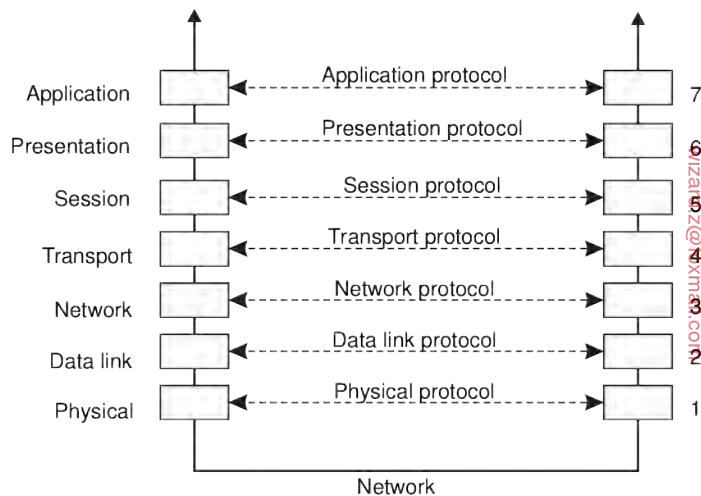 Application Application protocol 7
Presentation Presentation protocol 6
Session Session protocol 5
Transport Transport protocol 4
Network Network protocol 3
Data link Data link protocol 2
Physical Physical protocol 1
Network